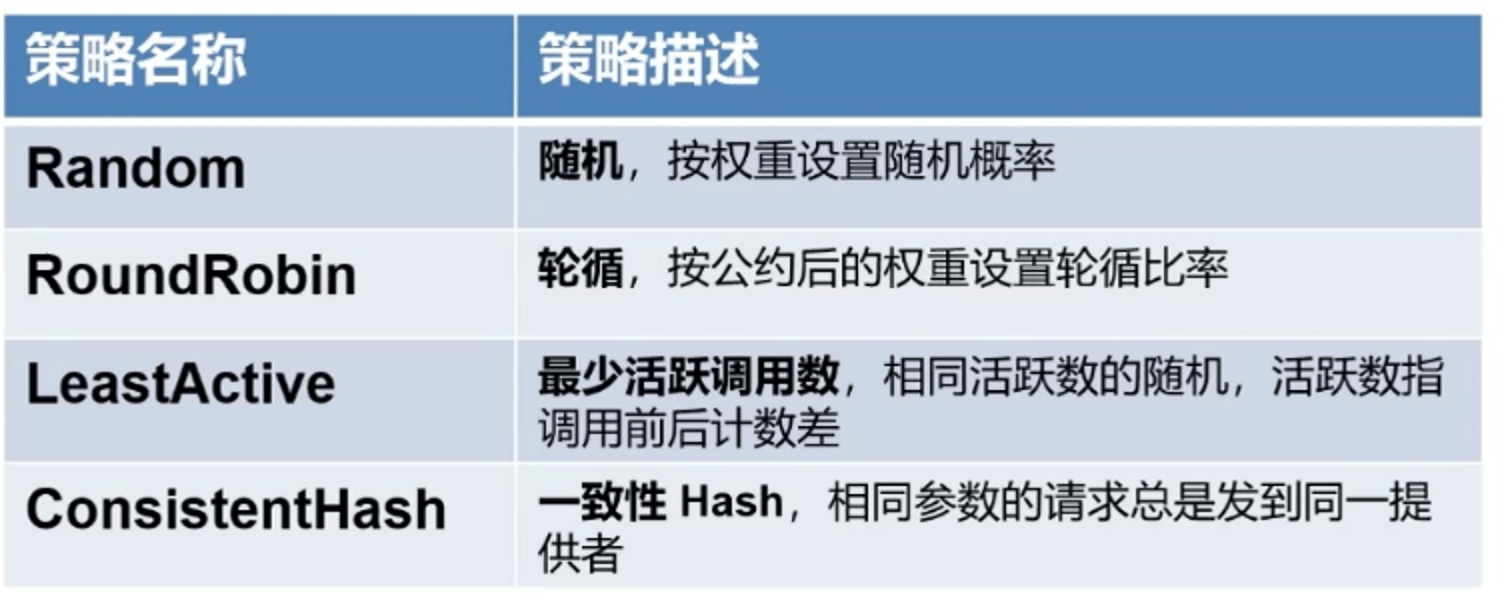 策略名称
策略描述
Random
随机，按权重设置随机概率
RoundRobin
轮循，按公约后的权重设置轮循比率
LeastActive
最少活跃调用数，相同活跃数的随机，活跃数指
调用前后计数差
ConsistentHash
一致性 Hash，相同参数的请求总是发到同一提
供者